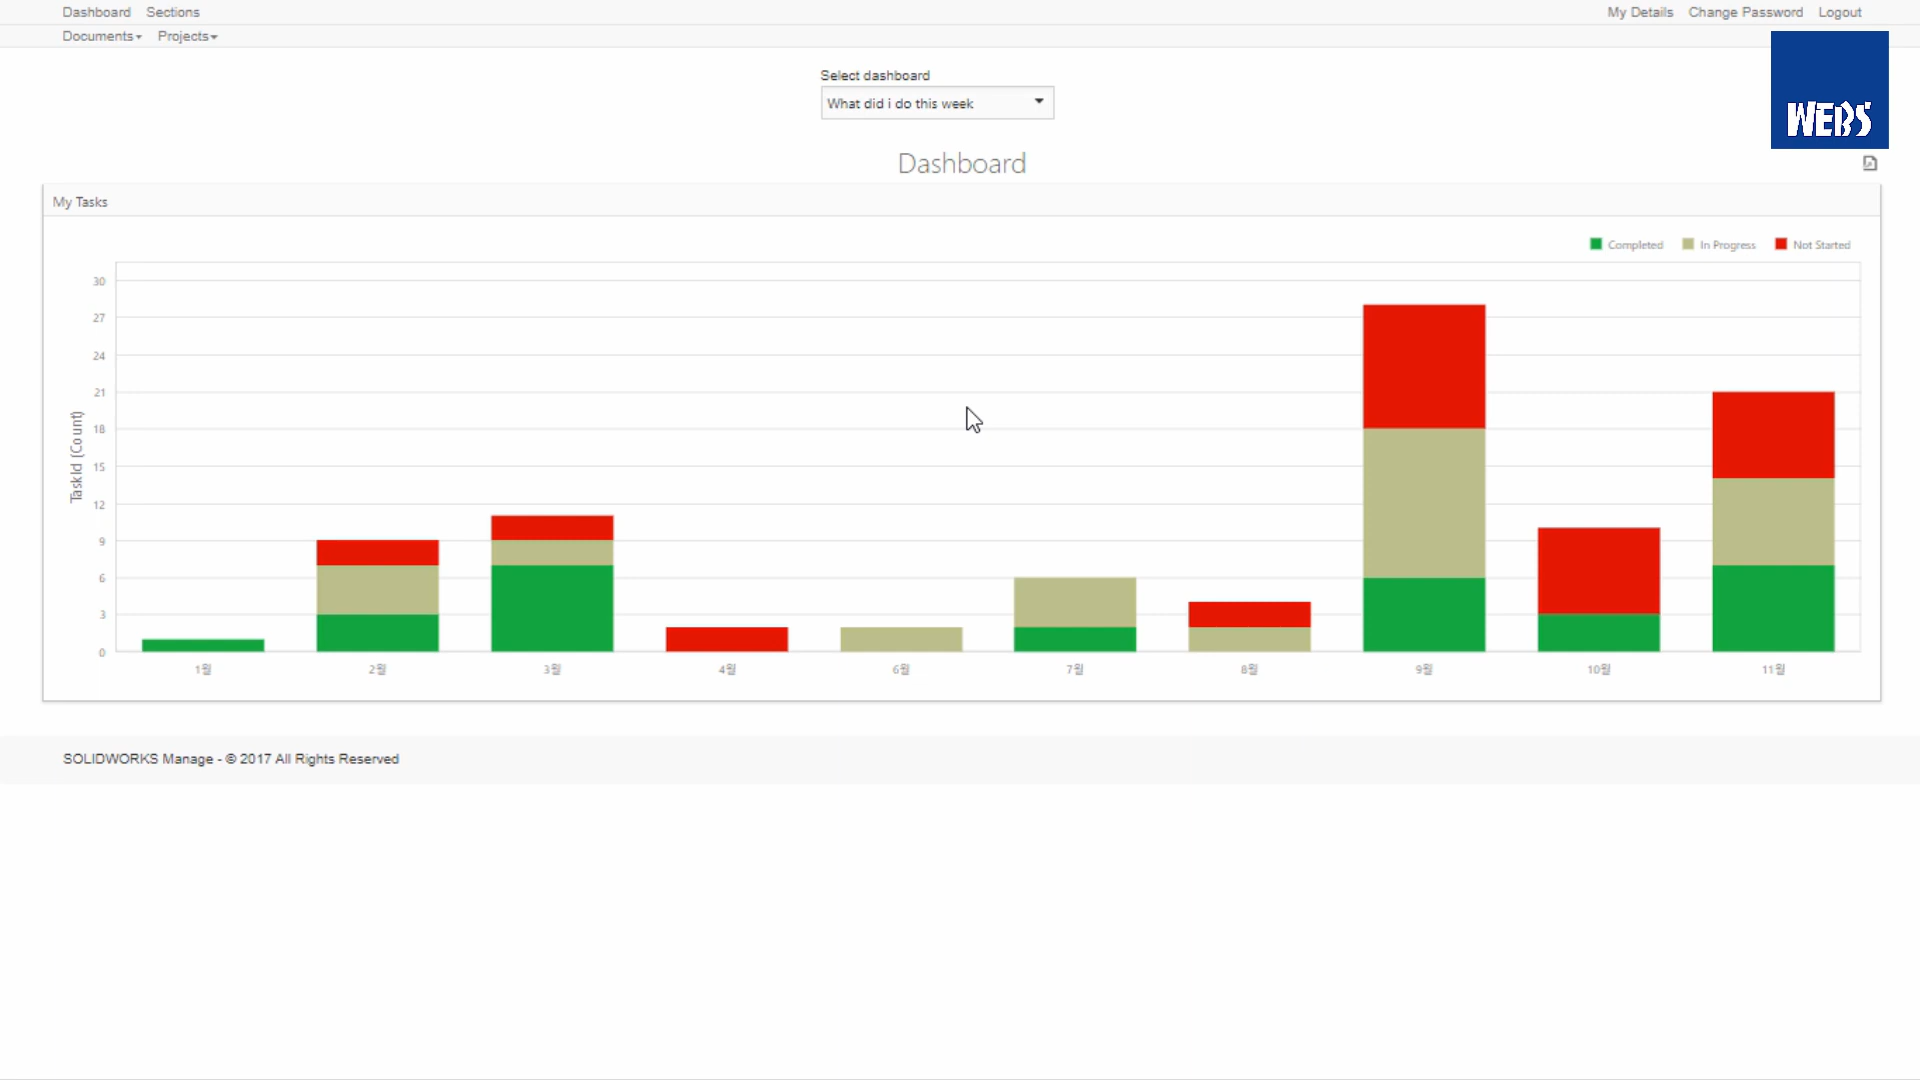 Dashboard Sections My Details Change Password Logout
Documents Projects
WEBS
Select dashboard
What did i do this week
Dashboard
My Tasks
Completed In Progress Not Started
TaskId (Count)
30
27
24
21
18
15
12
9
6
3
0
1월 2월 3월 4월 6월 7월 8월 9월 10월 11월
SOLIDWORKS Manage - © 2017 All Rights Reserved